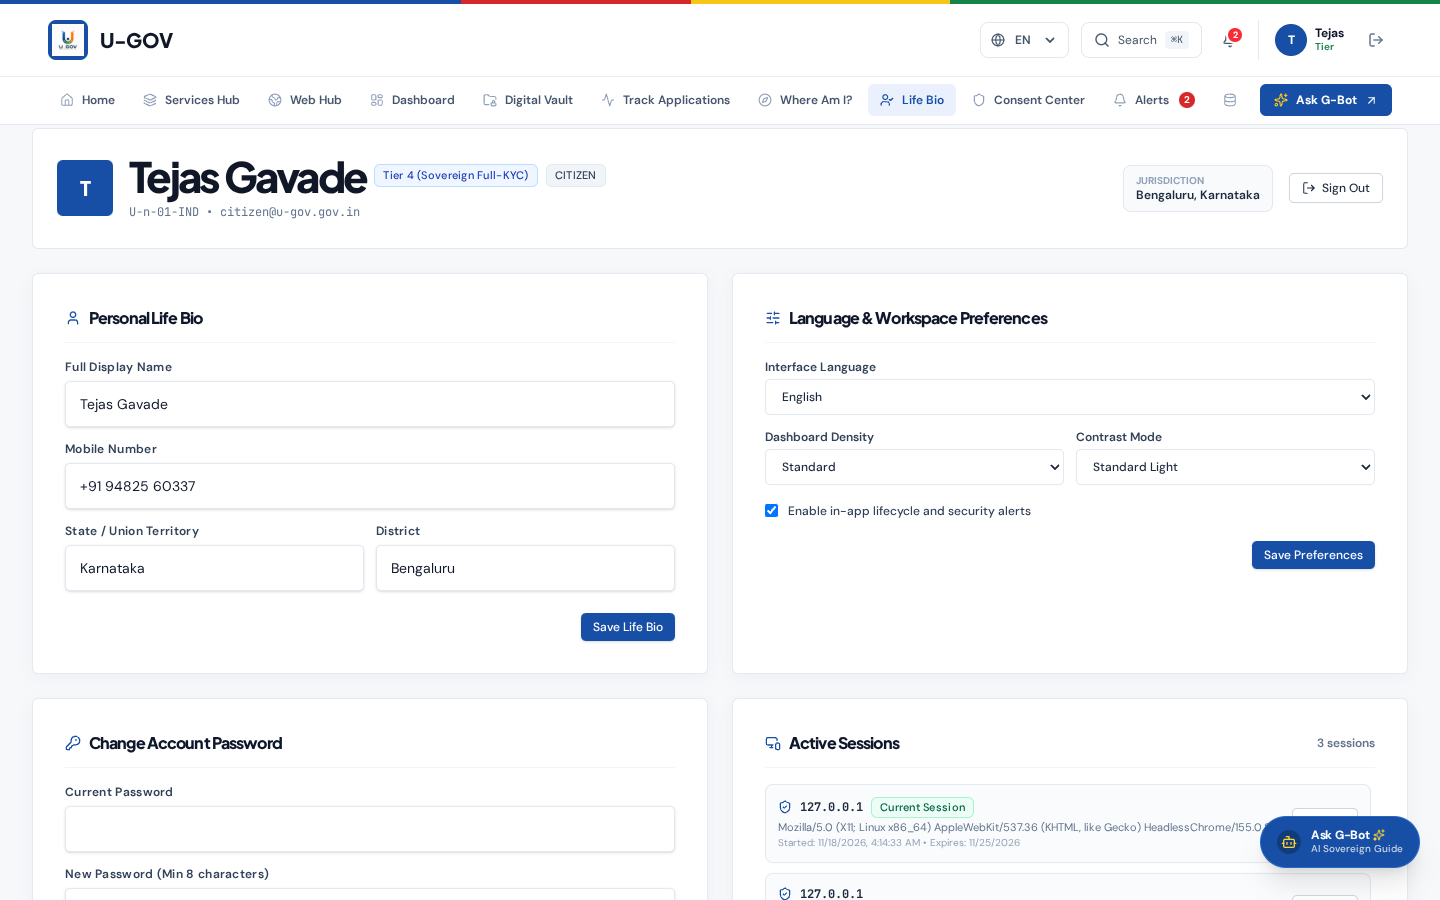 U-GOV
U-GOV
EN
Search ⌘K
2
T
Tejas
Tier
Home
Services Hub
Web Hub
Dashboard
Digital Vault
Track Applications
Where Am I?
Life Bio
Consent Center
Alerts 2
Ask G-Bot
T
Tejas Gavade
Tier 4 (Sovereign Full-KYC)
CITIZEN
U-n-01-IND • citizen@u-gov.gov.in
JURISDICTION
Bengaluru, Karnataka
Sign Out
Personal Life Bio
Full Display Name
Tejas Gavade
Mobile Number
+91 94825 60337
State / Union Territory
District
Karnataka
Bengaluru
Save Life Bio
Language & Workspace Preferences
Interface Language
English
Dashboard Density
Contrast Mode
Standard
Standard Light
Enable in-app lifecycle and security alerts
Save Preferences
Change Account Password
Current Password
New Password (Min 8 characters)
Active Sessions
3 sessions
127.0.0.1 Current Session
Mozilla/5.0 (X11; Linux x86_64) AppleWebKit/537.36 (KHTML, like Gecko) HeadlessChrome/155.0.
Started: 11/18/2026, 4:14:33 AM • Expires: 11/25/2026
127.0.0.1
Ask G-Bot
AI Sovereign Guide